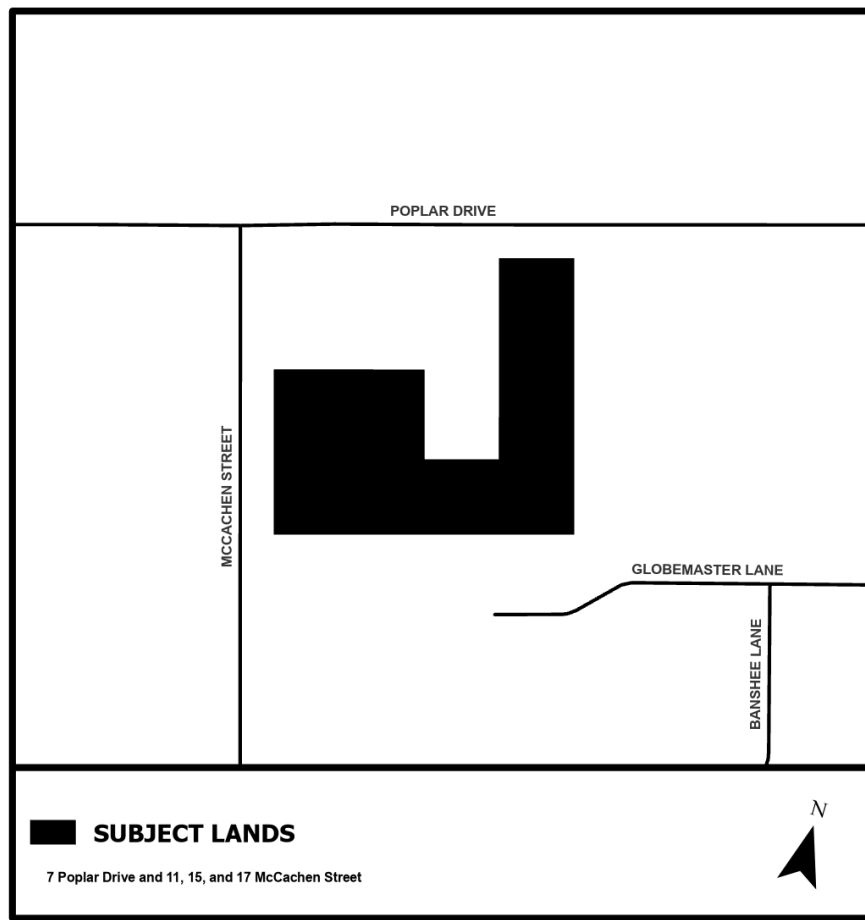 POPLAR DRIVE
MCCACHEN STREET
GLOBEMASTER LANE
BANSHEE LANE
N
SUBJECT LANDS
7 Poplar Drive and 11, 15, and 17 McCachen Street